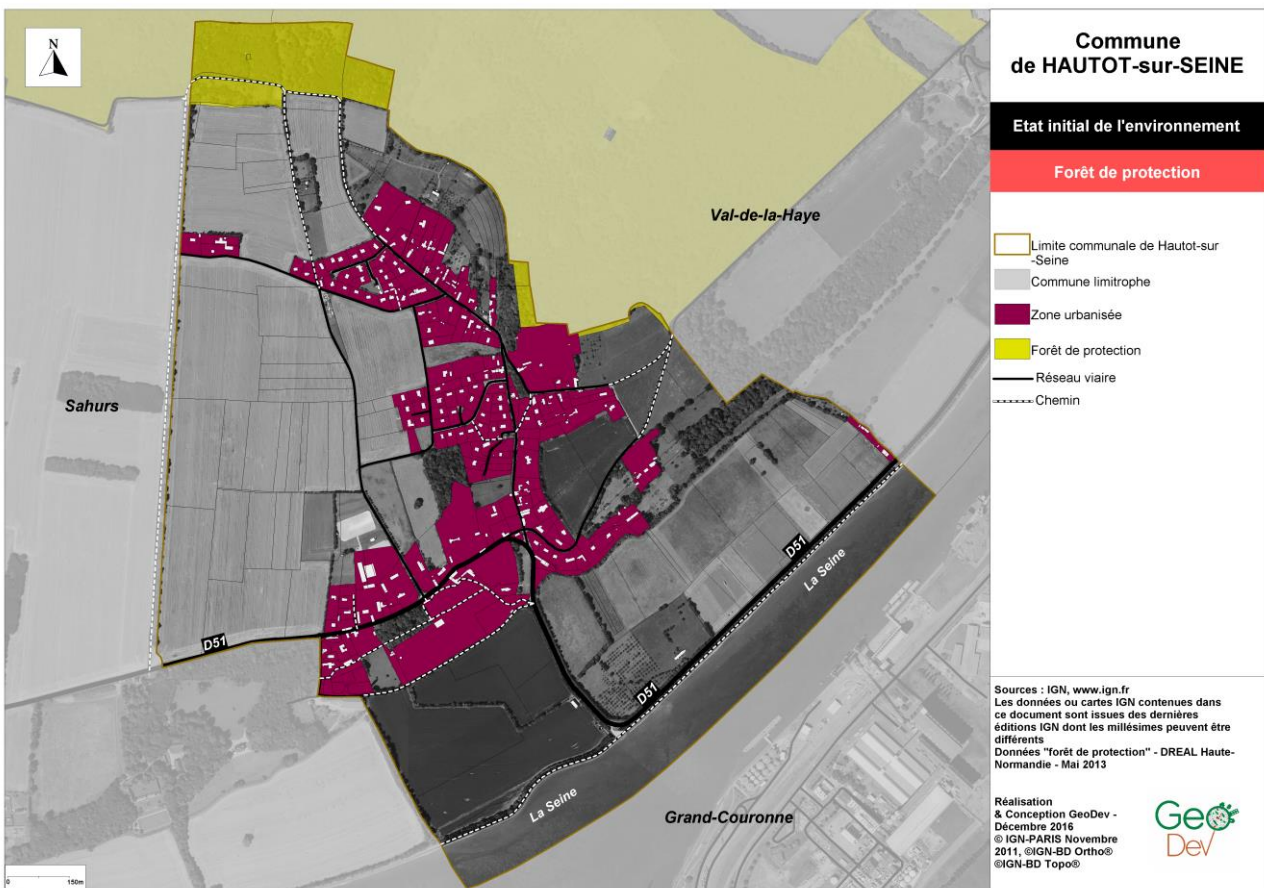 N
Commune
de HAUTOT-sur-SEINE
Etat initial de l'environnement
Forêt de protection
Limite communale de Hautot-sur
-Seine
Commune limitrophe
Zone urbanisée
Forêt de protection
Réseau viaire
Chemin
Val-de-la-Haye
Sahurs
D51
D51
La Seine
D51
La Seine
Grand-Couronne
0 150m
Sources : IGN, www.ign.fr
Les données ou cartes IGN contenues dans
ce document sont issues des dernières
éditions IGN dont les millésimes peuvent être
différents
Données "forêt de protection" - DREAL Haute-
Normandie - Mai 2013
Réalisation
& Conception GeoDev -
Décembre 2016
© IGN-PARIS Novembre
2011, ©IGN-BD Ortho®
©IGN-BD Topo®
Geo
Dev